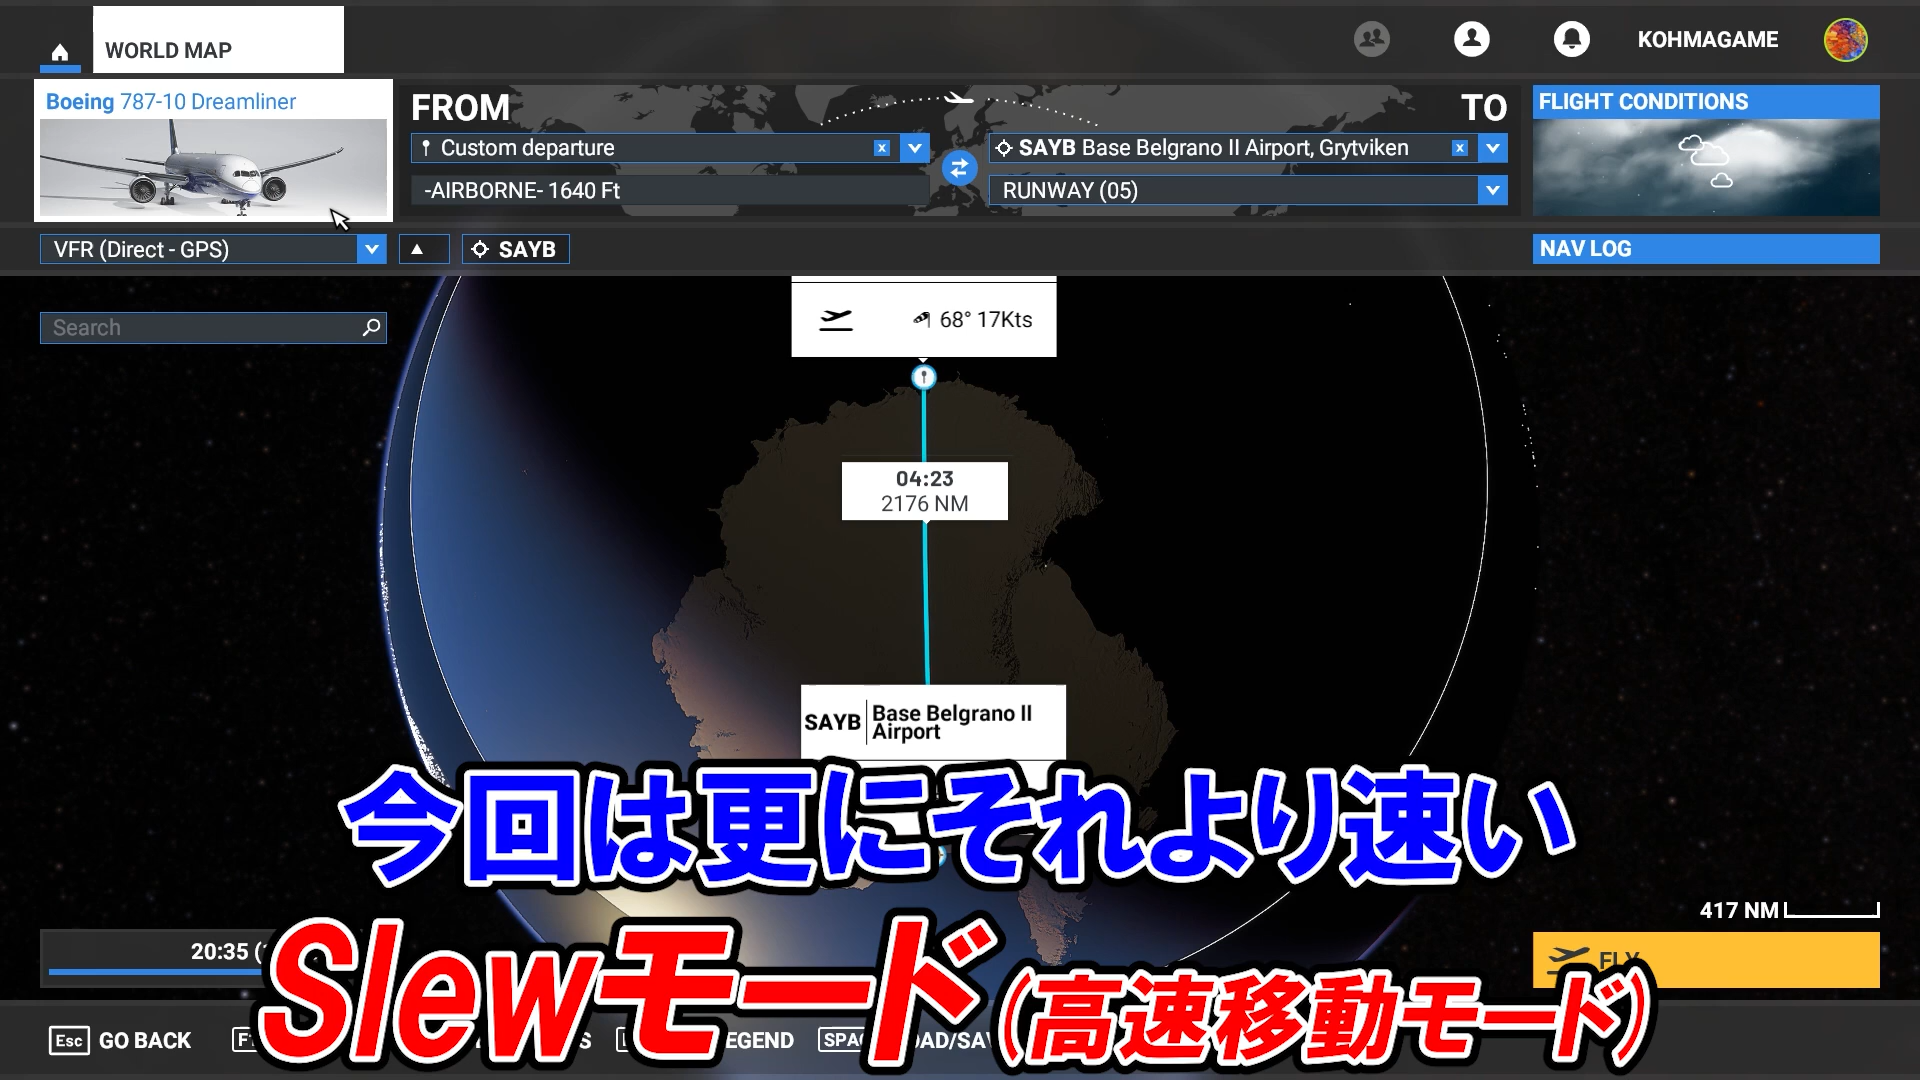 WORLD MAP
KOHMAGAME
Boeing 787-10 Dreamliner
FROM
TO
FLIGHT CONDITIONS
Custom departure
SAYB Base Belgrano II Airport, Grytviken
-AIRBORNE- 1640 Ft
RUNWAY (05)
VFR (Direct - GPS)
SAYB
NAV LOG
Search
68° 17Kts
04:23
2176 NM
SAYB
Base Belgrano II
Airport
今回は更にそれより速い
417 NM
20:35
FLY
Slewモード(高速移動モード)
Esc GO BACK
EGEND